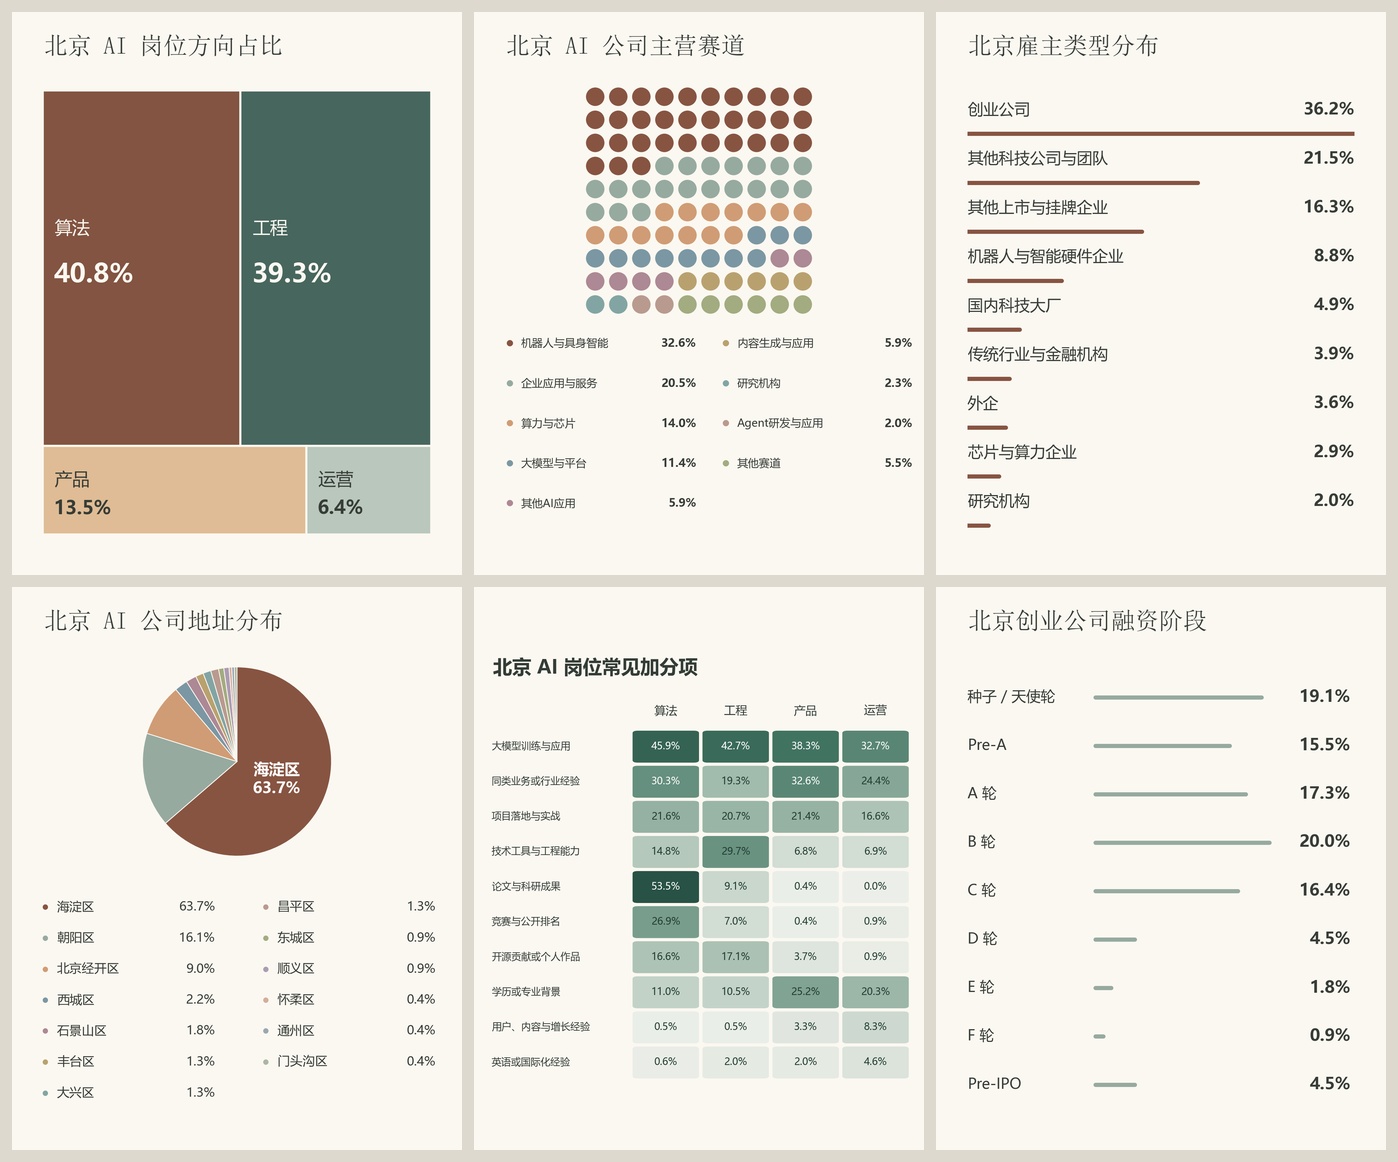 北京 AI 岗位方向占比
算法
40.8%
工程
39.3%
产品
13.5%
运营
6.4%
北京 AI 公司主营赛道
机器人与具身智能 32.6%
企业应用与服务 20.5%
算力与芯片 14.0%
大模型与平台 11.4%
其他AI应用 5.9%
内容生成与应用 5.9%
研究机构 2.3%
Agent研发与应用 2.0%
其他赛道 5.5%
北京雇主类型分布
创业公司 36.2%
其他科技公司与团队 21.5%
其他上市与挂牌企业 16.3%
机器人与智能硬件企业 8.8%
国内科技大厂 4.9%
传统行业与金融机构 3.9%
外企 3.6%
芯片与算力企业 2.9%
研究机构 2.0%
北京 AI 公司地址分布
海淀区
63.7%
海淀区 63.7%
朝阳区 16.1%
北京经开区 9.0%
西城区 2.2%
石景山区 1.8%
丰台区 1.3%
大兴区 1.3%
昌平区 1.3%
东城区 0.9%
顺义区 0.9%
怀柔区 0.4%
通州区 0.4%
门头沟区 0.4%
北京 AI 岗位常见加分项
算法 工程 产品 运营
大模型训练与应用 45.9% 42.7% 38.3% 32.7%
同类业务或行业经验 30.3% 19.3% 32.6% 24.4%
项目落地与实战 21.6% 20.7% 21.4% 16.6%
技术工具与工程能力 14.8% 29.7% 6.8% 6.9%
论文与科研成果 53.5% 9.1% 0.4% 0.0%
竞赛与公开排名 26.9% 7.0% 0.4% 0.9%
开源贡献或个人作品 16.6% 17.1% 3.7% 0.9%
学历或专业背景 11.0% 10.5% 25.2% 20.3%
用户、内容与增长经验 0.5% 0.5% 3.3% 8.3%
英语或国际化经验 0.6% 2.0% 2.0% 4.6%
北京创业公司融资阶段
种子 / 天使轮 19.1%
Pre-A 15.5%
A 轮 17.3%
B 轮 20.0%
C 轮 16.4%
D 轮 4.5%
E 轮 1.8%
F 轮 0.9%
Pre-IPO 4.5%